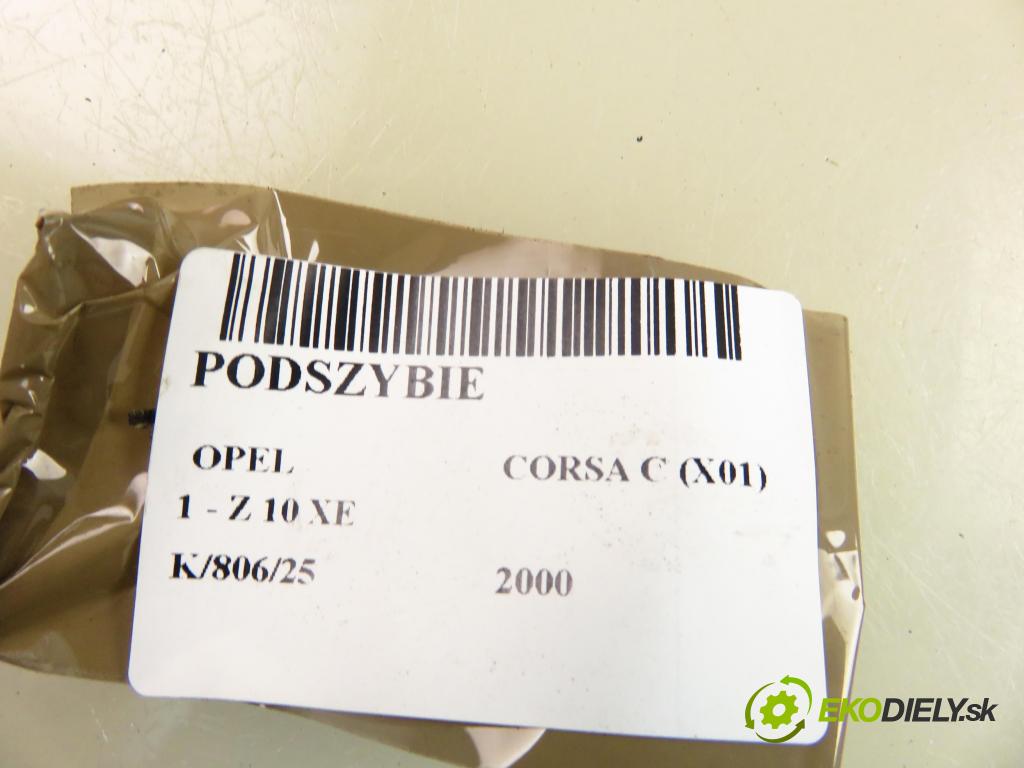 PODSZYBIE
OPEL CORSA C (X01)
1 - Z 10 XE
K/806/25 2000
EKODIELY.sk